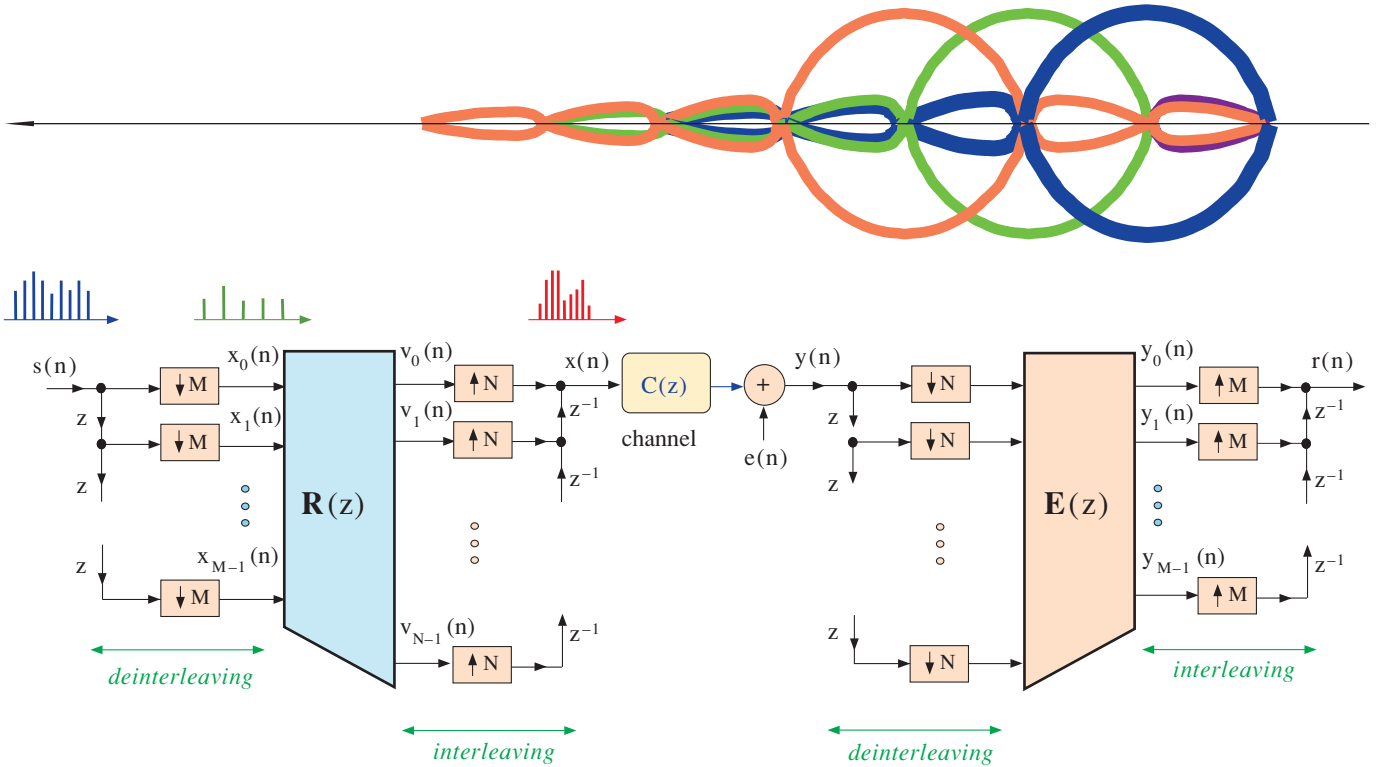 s(n)
↓M
x_0(n)
z
↓M
x_1(n)
z
z
↓M
x_{M–1}(n)
deinterleaving
R(z)
v_0(n)
↑N
x(n)
v_1(n)
↑N
z^{–1}
z^{–1}
v_{N–1}(n)
↑N
z^{–1}
interleaving
C(z)
channel
+
e(n)
y(n)
↓N
z
↓N
z
z
↓N
deinterleaving
E(z)
y_0(n)
↑M
r(n)
y_1(n)
↑M
z^{–1}
z^{–1}
y_{M–1}(n)
↑M
z^{–1}
interleaving